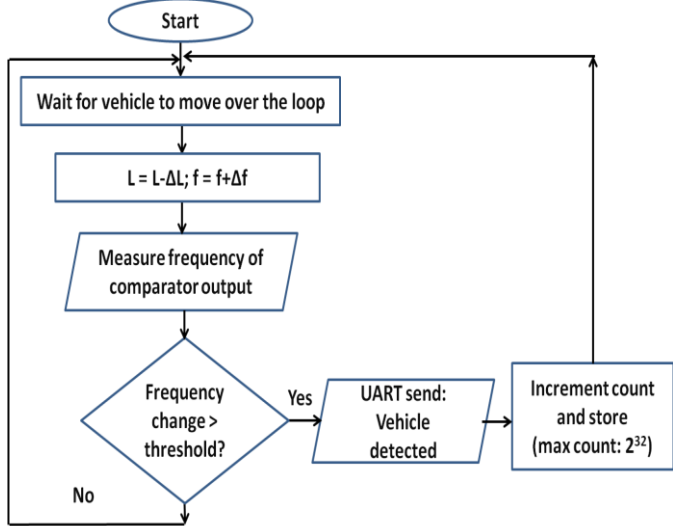 Start
Wait for vehicle to move over the loop
L = L-ΔL; f = f+Δf
Measure frequency of
comparator output
Frequency
change >
threshold?
Yes
UART send:
Vehicle
detected
Increment count
and store
(max count: 2³²)
No